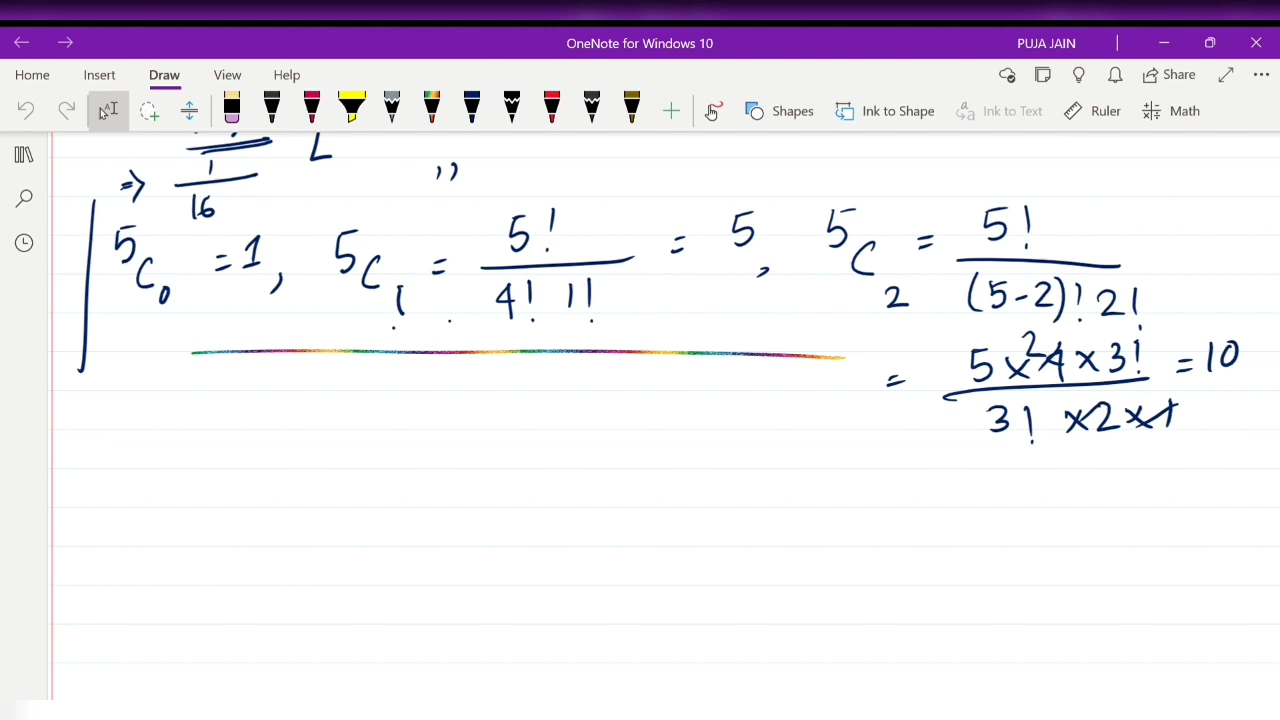 OneNote for Windows 10
PUJA JAIN
Home Insert Draw View Help
Share
Shapes Ink to Shape Ink to Text Ruler Math
=> 1/16
5C0 = 1, 5C1 = 5!/(4! 1!) = 5, 5C2 = 5!/((5-2)! 2!)
= (5 × 4 2 × 3!)/(3! × 2 × 1) = 10